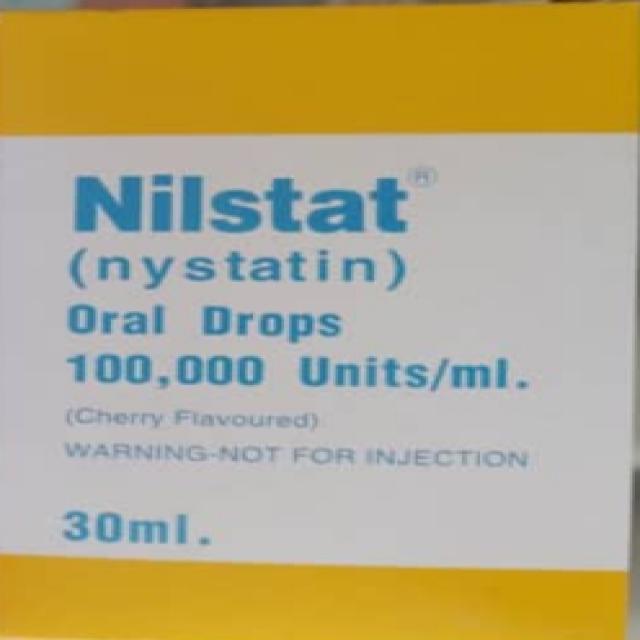 Nilstat®
(nystatin)
Oral Drops
100,000 Units/ml.
(Cherry Flavoured)
WARNING-NOT FOR INJECTION
30ml.